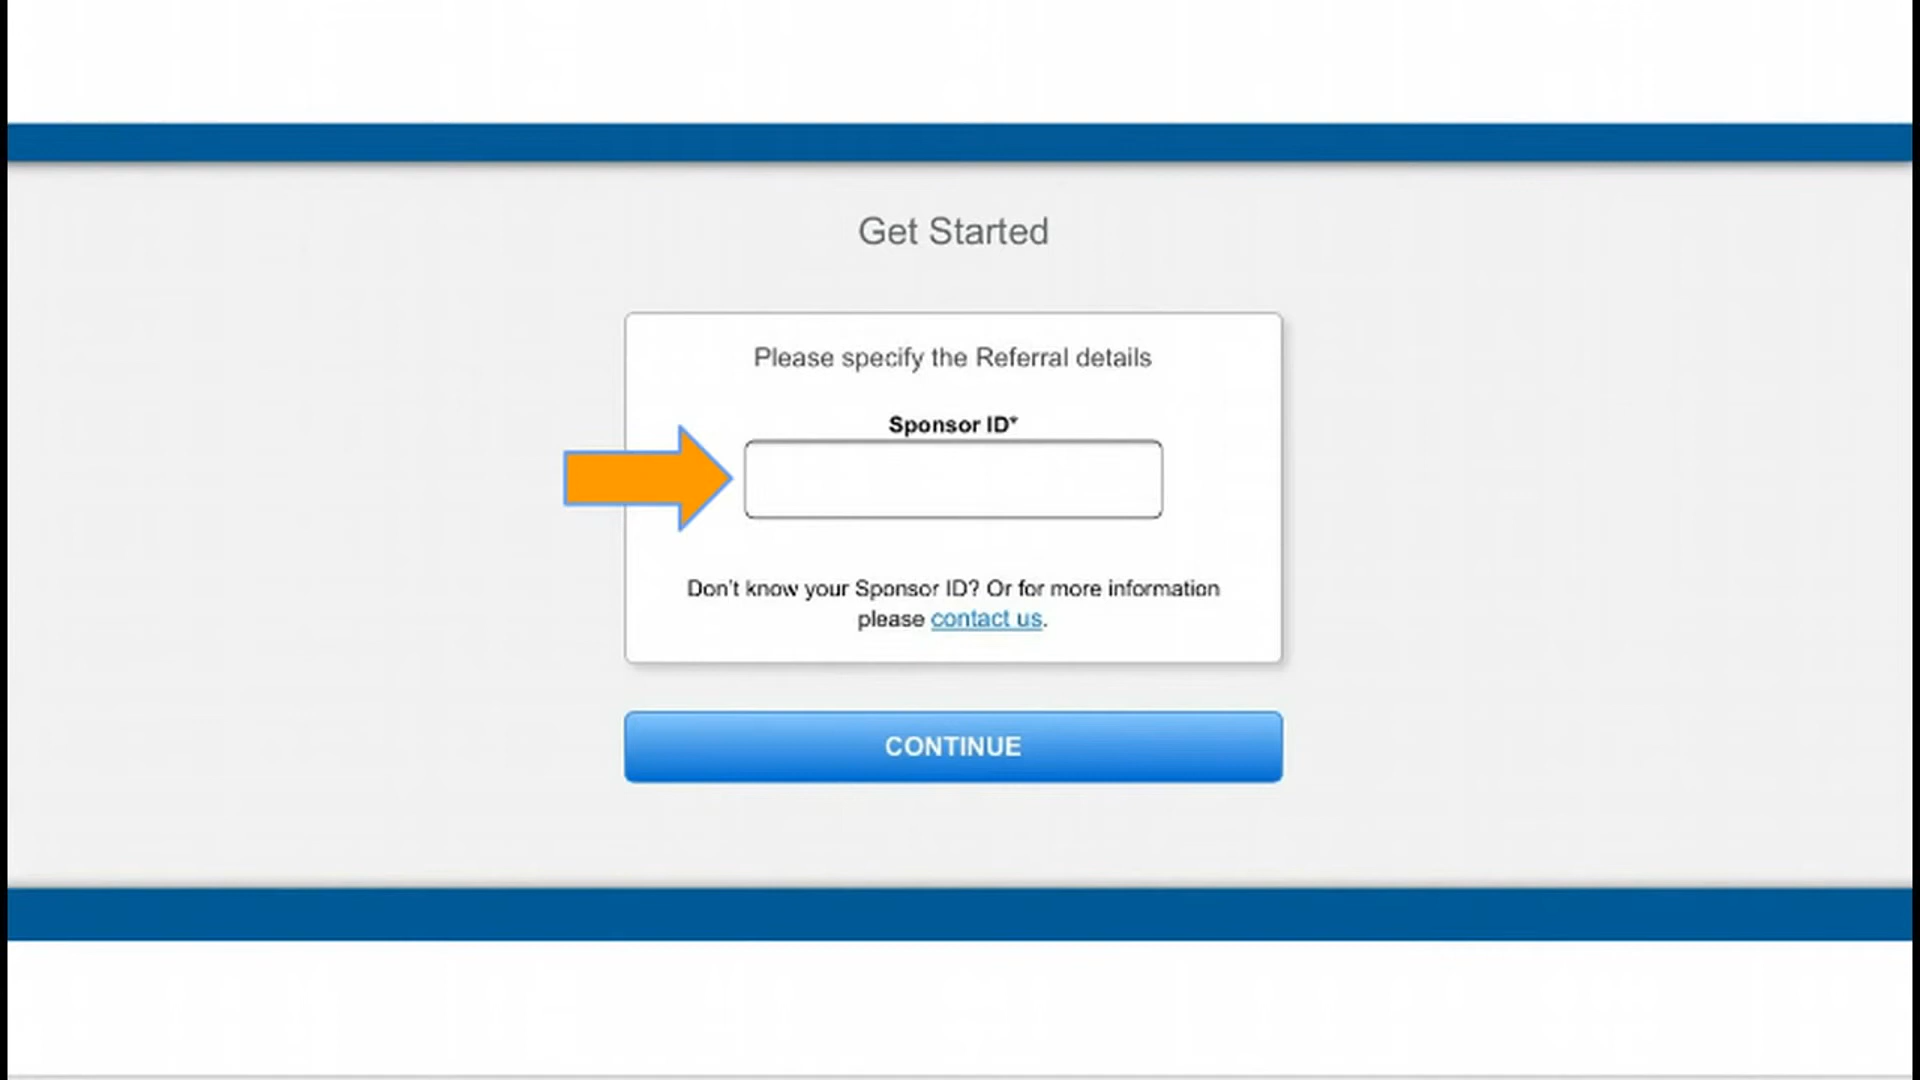 Get Started
Please specify the Referral details
Sponsor ID*
Don't know your Sponsor ID? Or for more information
please contact us.
CONTINUE